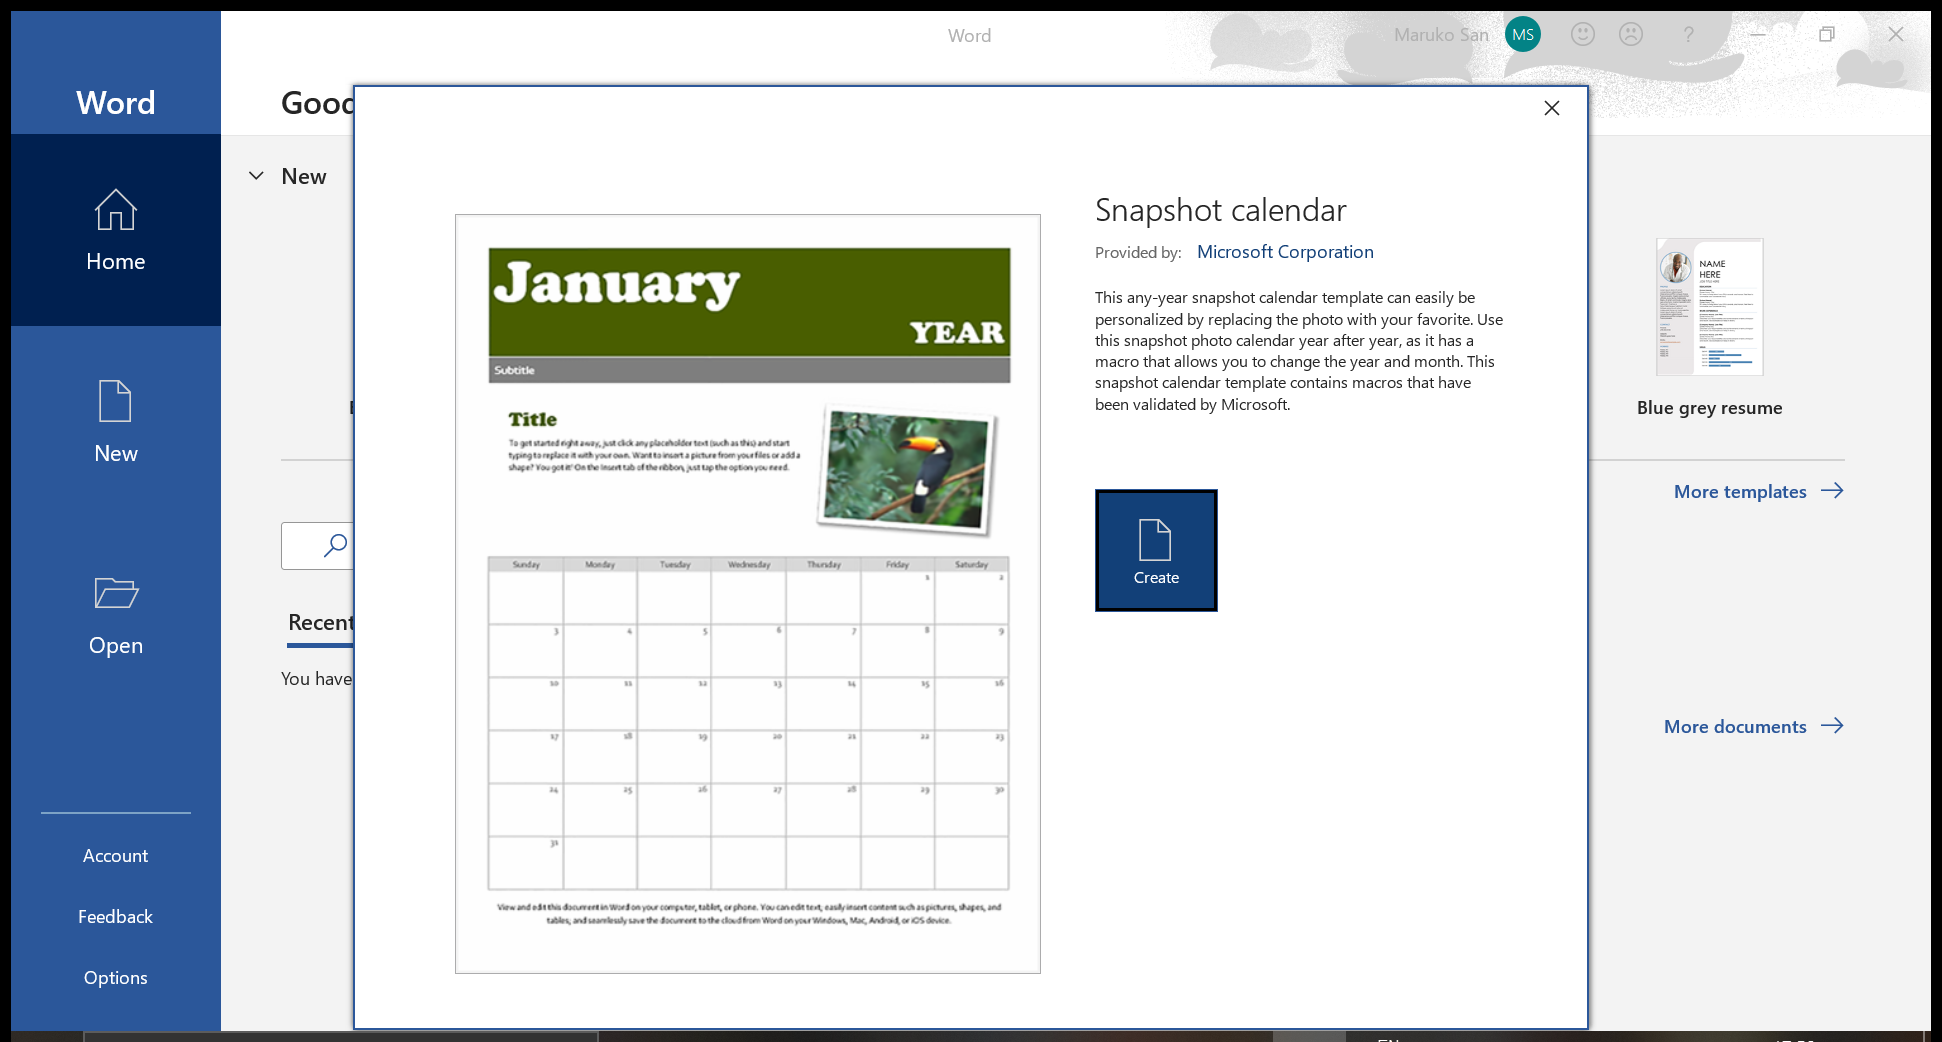 Word
Maruko San
MS
?
Word
Home
New
Open
Account
Feedback
Options
Good
New
Recent
You have
Snapshot calendar
Provided by: Microsoft Corporation
This any-year snapshot calendar template can easily be
personalized by replacing the photo with your favorite. Use
this snapshot photo calendar year after year, as it has a
macro that allows you to change the year and month. This
snapshot calendar template contains macros that have
been validated by Microsoft.
Create
January
YEAR
Subtitle
Title
To get started right away, just click any placeholder text (such as this) and start
typing to replace it with your own. Want to insert a picture from your files or add a
shape? You got it! On the Insert tab of the ribbon, just tap the option you need.
Sunday Monday Tuesday Wednesday Thursday Friday Saturday
1 2
3 4 5 6 7 8 9
10 11 12 13 14 15 16
17 18 19 20 21 22 23
24 25 26 27 28 29 30
31
View and edit this document in Word on your computer, tablet, or phone. You can edit text; easily insert content such as pictures, shapes, and
tables; and seamlessly save the document to the cloud from Word on your Windows, Mac, Android, or iOS device.
NAME
HERE
Blue grey resume
More templates
More documents